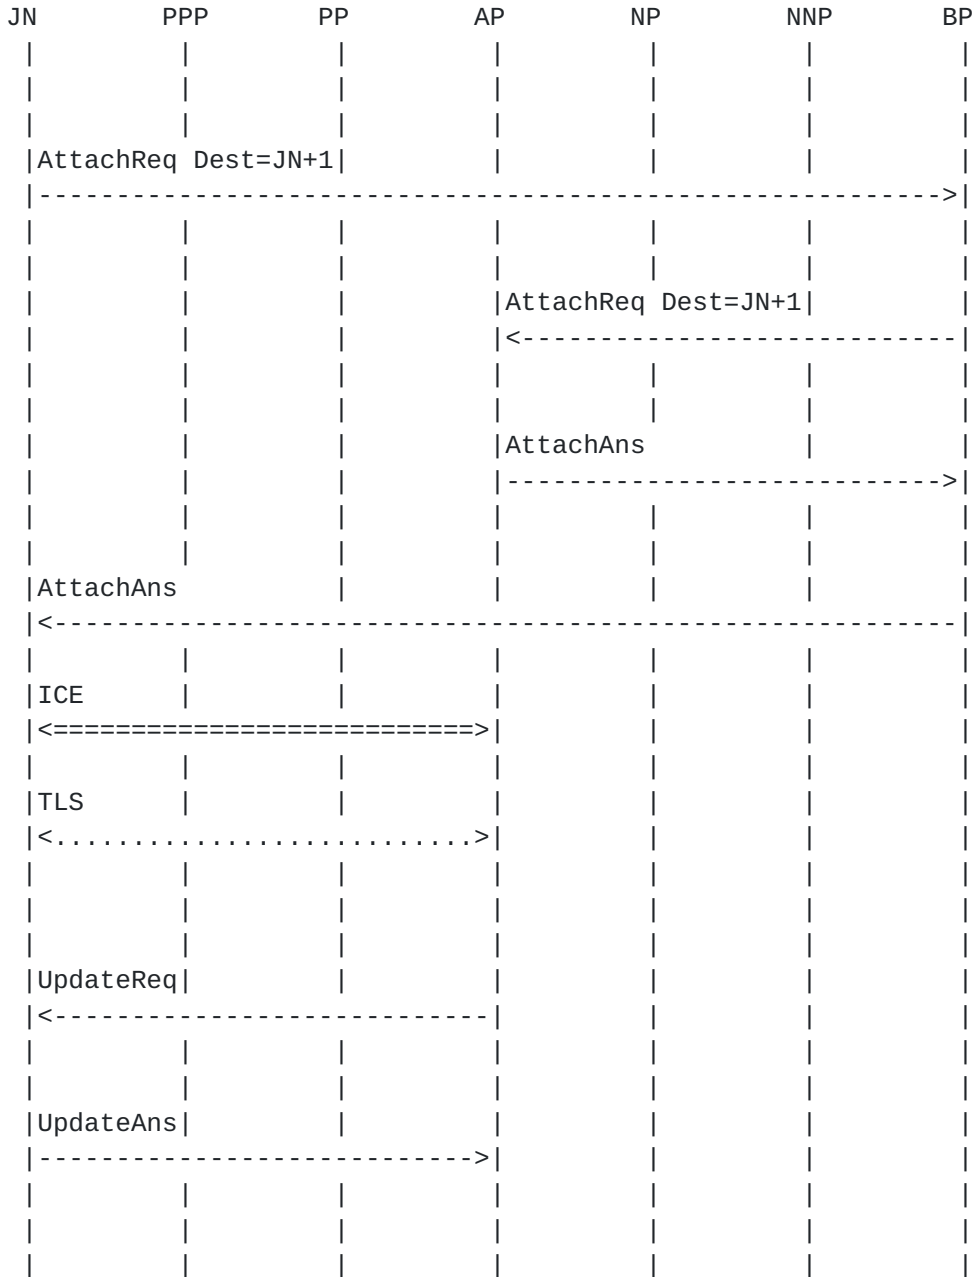 JN PPP PP AP NP NNP BP
AttachReq Dest=JN+1
AttachReq Dest=JN+1
AttachAns
AttachAns
ICE
TLS
UpdateReq
UpdateAns